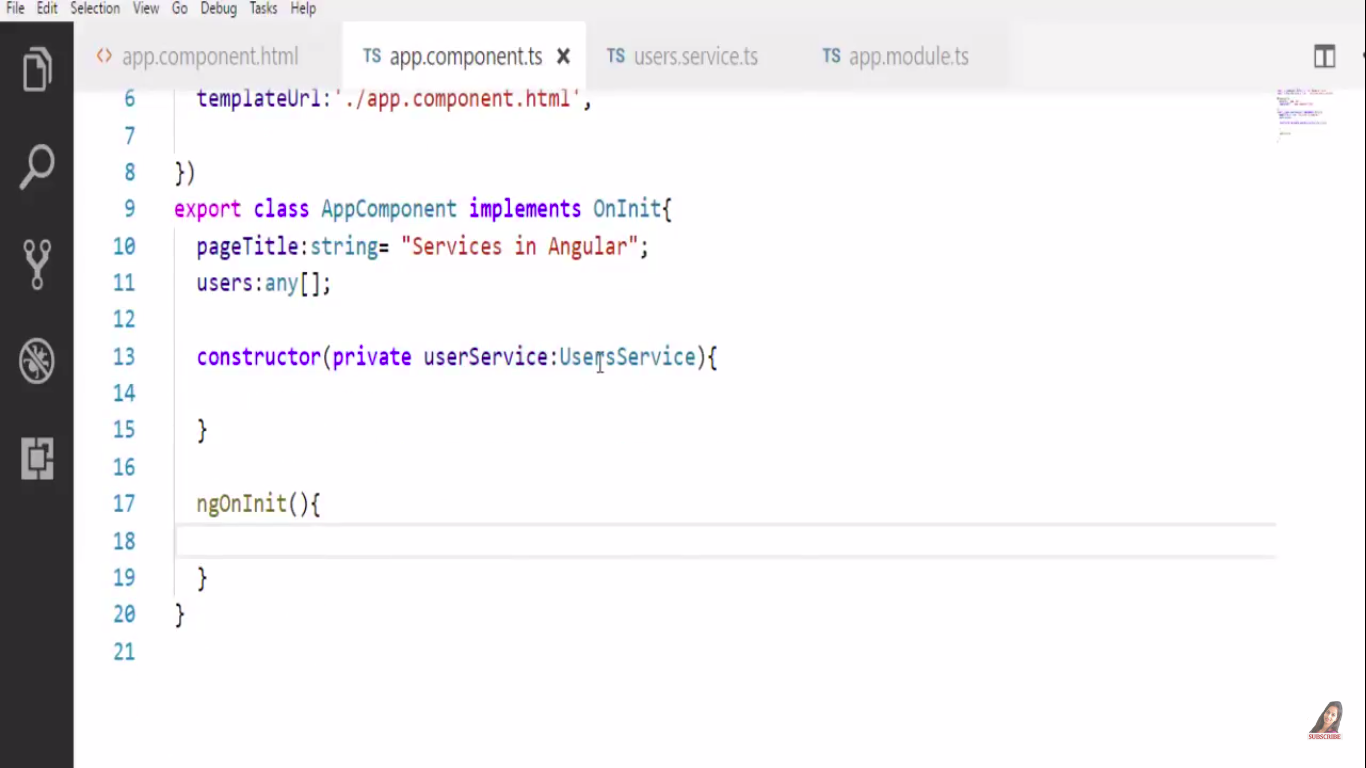 File Edit Selection View Go Debug Tasks Help
<> app.component.html TS app.component.ts TS users.service.ts TS app.module.ts
6 templateUrl:'./app.component.html',
7
8 })
9 export class AppComponent implements OnInit{
10 pageTitle:string= "Services in Angular";
11 users:any[];
12
13 constructor(private userService:UsersService){
14
15 }
16
17 ngOnInit(){
18
19 }
20 }
21
SUBSCRIBE